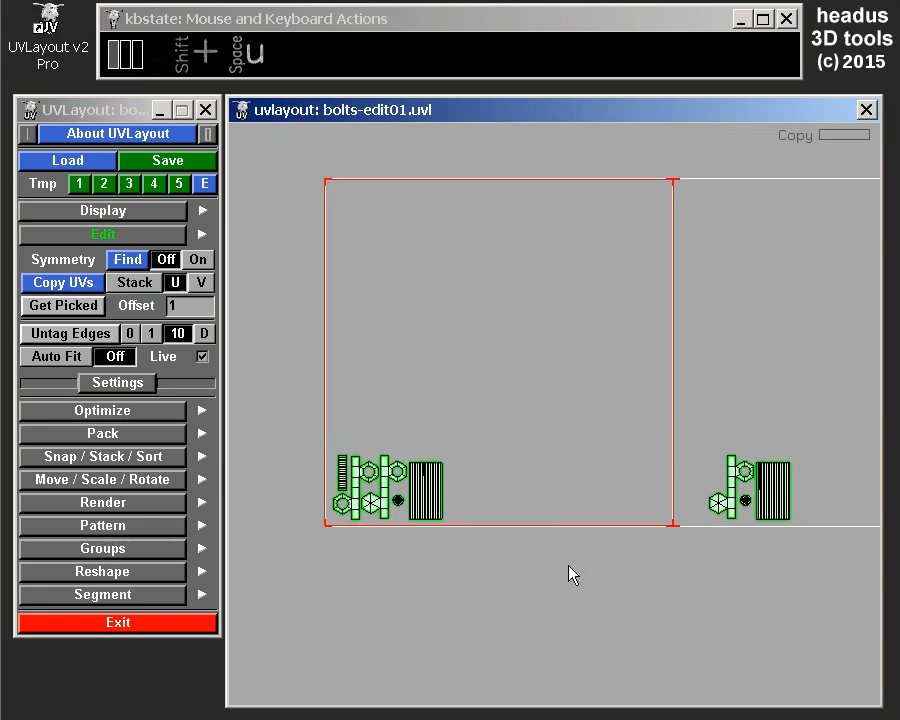 UVLayout v2
Pro
kbstate: Mouse and Keyboard Actions
Shift + Space u
headus
3D tools
(c) 2015
UVLayout: bo...
About UVLayout
Load Save
Tmp 1 2 3 4 5 E
Display
Edit
Symmetry Find Off On
Copy UVs Stack U V
Get Picked Offset 1
Untag Edges 0 1 10 D
Auto Fit Off Live
Settings
Optimize
Pack
Snap / Stack / Sort
Move / Scale / Rotate
Render
Pattern
Groups
Reshape
Segment
Exit
uvlayout: bolts-edit01.uvl
Copy